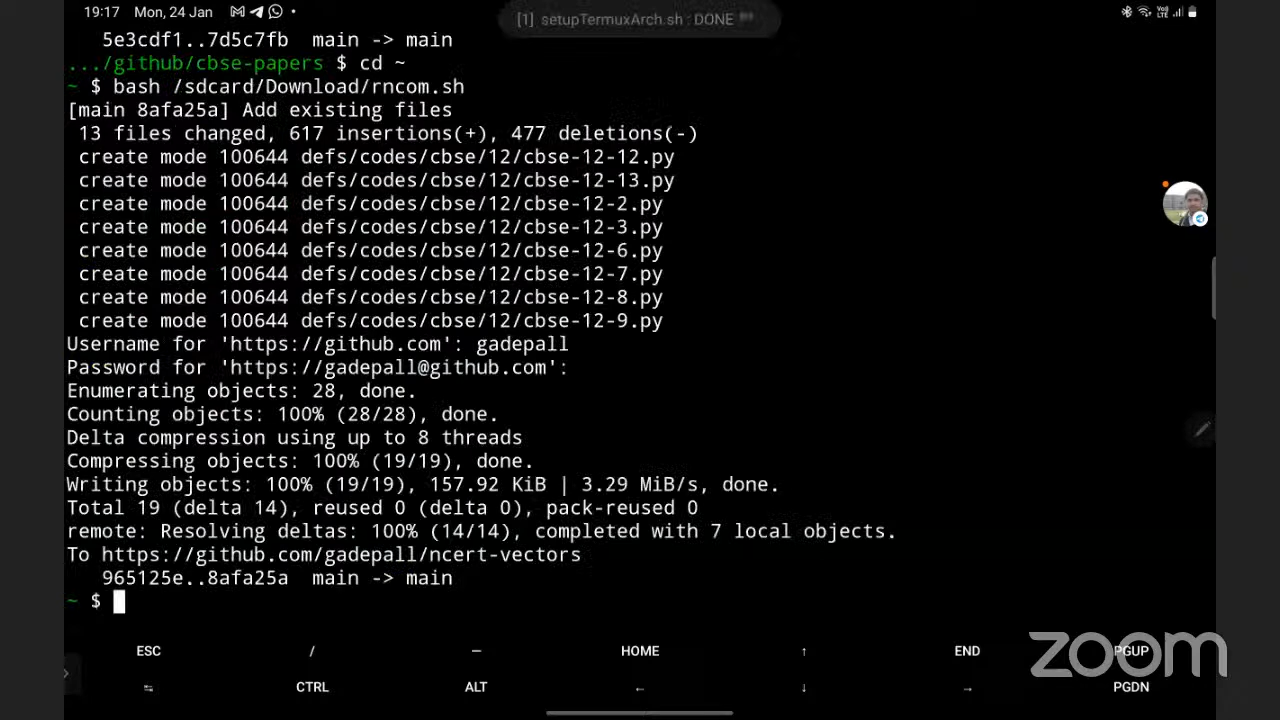 19:17 Mon, 24 Jan
[1] setupTermuxArch.sh : DONE
5e3cdf1..7d5c7fb main -> main
.../github/cbse-papers $ cd ~
~ $ bash /sdcard/Download/rncom.sh
[main 8afa25a] Add existing files
13 files changed, 617 insertions(+), 477 deletions(-)
create mode 100644 defs/codes/cbse/12/cbse-12-12.py
create mode 100644 defs/codes/cbse/12/cbse-12-13.py
create mode 100644 defs/codes/cbse/12/cbse-12-2.py
create mode 100644 defs/codes/cbse/12/cbse-12-3.py
create mode 100644 defs/codes/cbse/12/cbse-12-6.py
create mode 100644 defs/codes/cbse/12/cbse-12-7.py
create mode 100644 defs/codes/cbse/12/cbse-12-8.py
create mode 100644 defs/codes/cbse/12/cbse-12-9.py
Username for 'https://github.com': gadepall
Password for 'https://gadepall@github.com':
Enumerating objects: 28, done.
Counting objects: 100% (28/28), done.
Delta compression using up to 8 threads
Compressing objects: 100% (19/19), done.
Writing objects: 100% (19/19), 157.92 KiB | 3.29 MiB/s, done.
Total 19 (delta 14), reused 0 (delta 0), pack-reused 0
remote: Resolving deltas: 100% (14/14), completed with 7 local objects.
To https://github.com/gadepall/ncert-vectors
965125e..8afa25a main -> main
~ $
ESC / — HOME ↑ END PGUP
CTRL ALT ← ↓ → PGDN
zoom